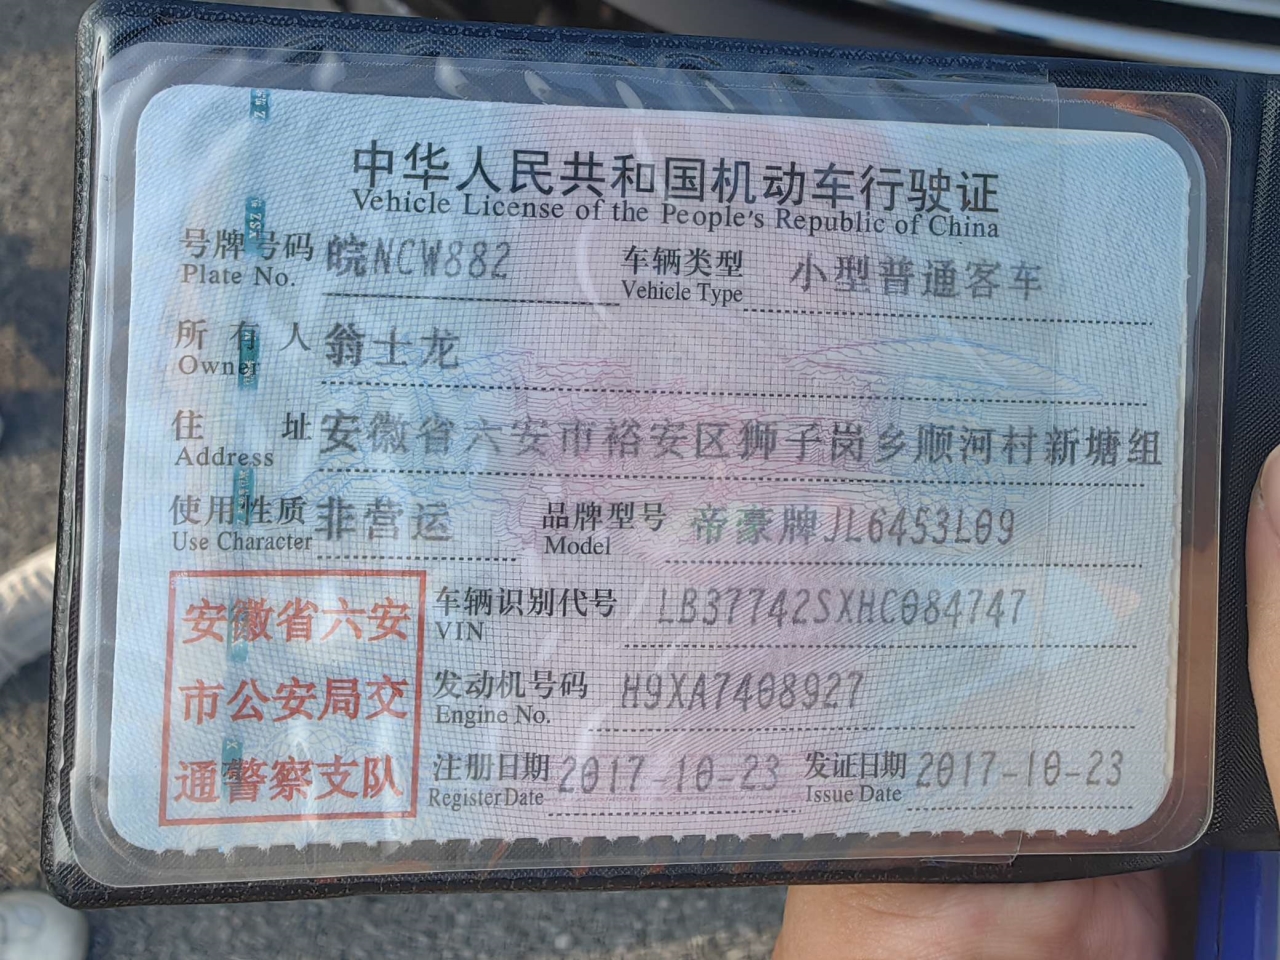 中华人民共和国机动车行驶证
Vehicle License of the People's Republic of China
号牌号码 皖NCW882 车辆类型 小型普通客车
Plate No. Vehicle Type
所有人 翁士龙
Owner
住址 安徽省六安市裕安区狮子岗乡顺河村新塘组
Address
使用性质 非营运 品牌型号 帝豪牌JL6453L09
Use Character Model
安徽省六安
市公安局交
通警察支队
车辆识别代号 LB37742SXHC084747
VIN
发动机号码 H9XA7408927
Engine No.
注册日期 2017-10-23 发证日期 2017-10-23
Register Date Issue Date